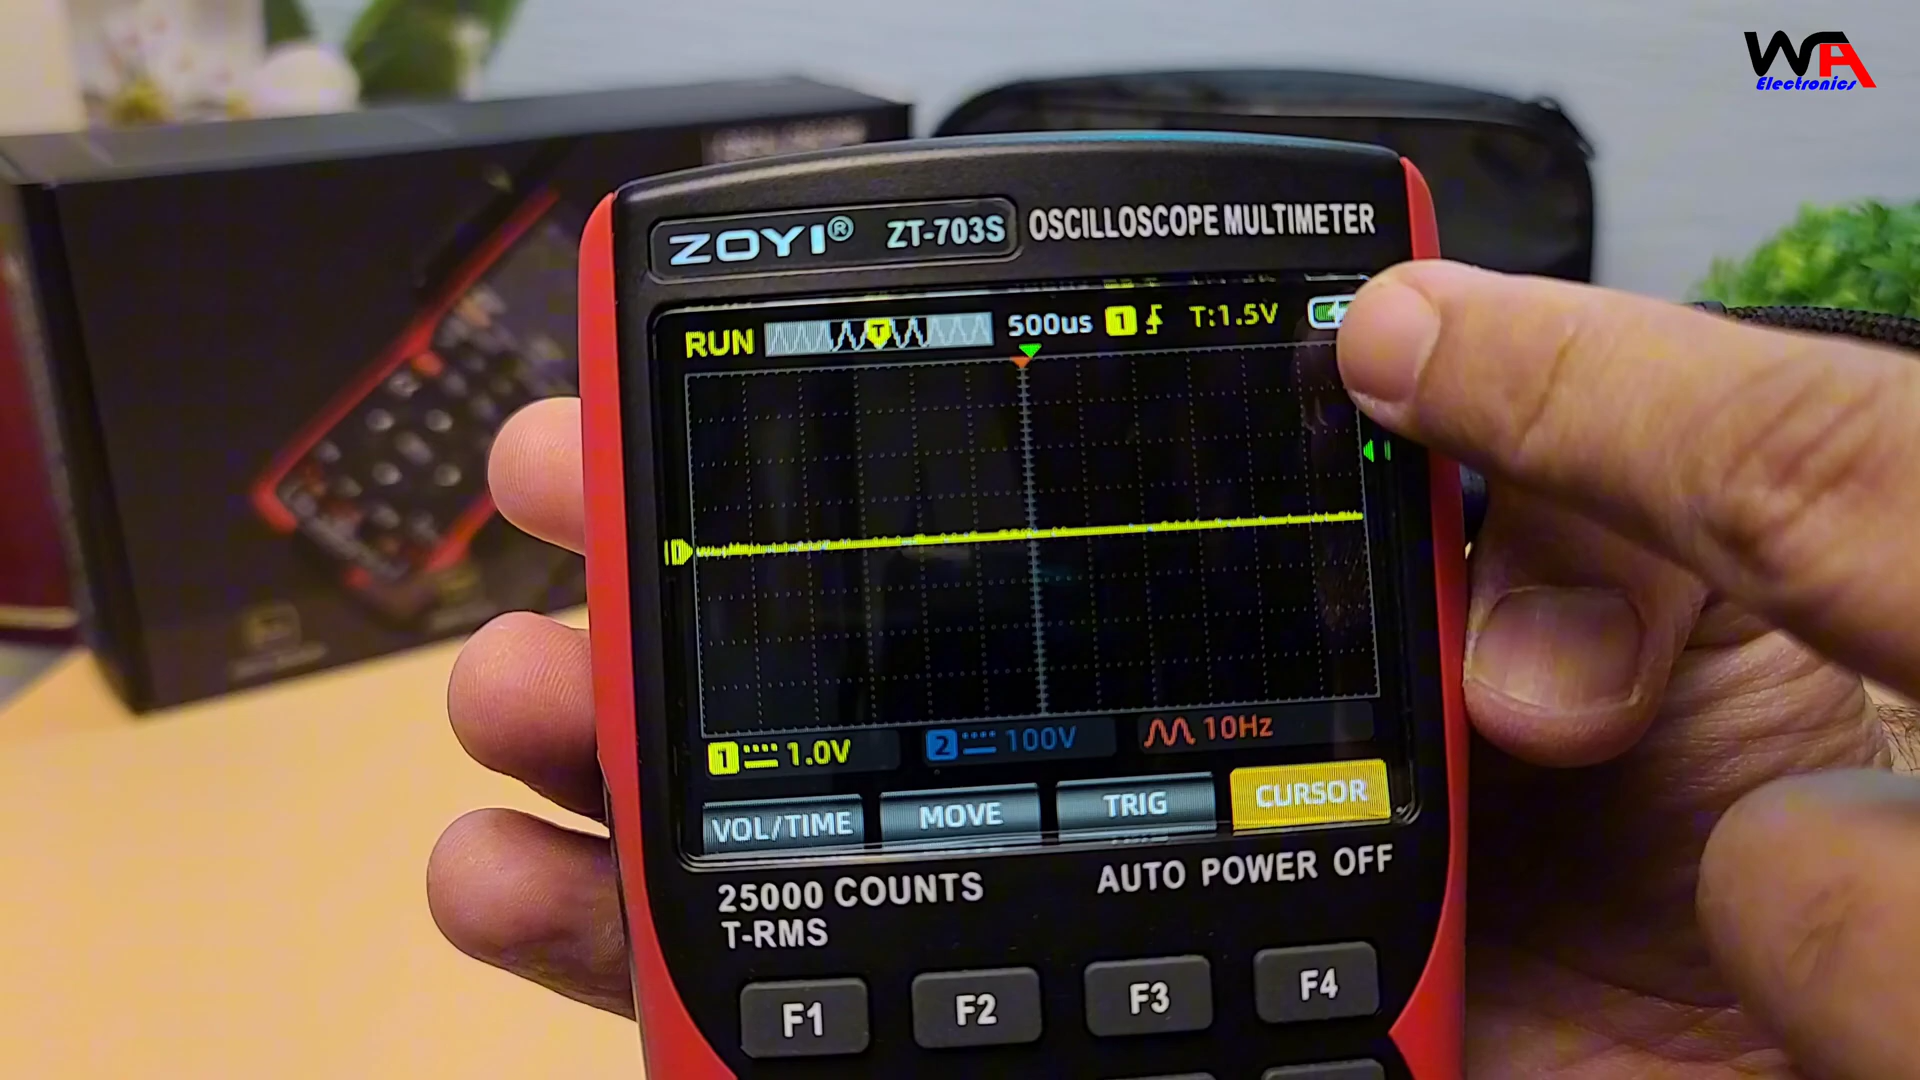 WA
Electronics
ZOYI® ZT-703S OSCILLOSCOPE MULTIMETER
RUN T 500us 1 T:1.5V
1 1.0V 2 100V 10Hz
VOL/TIME MOVE TRIG CURSOR
25000 COUNTS AUTO POWER OFF
T-RMS
F1 F2 F3 F4